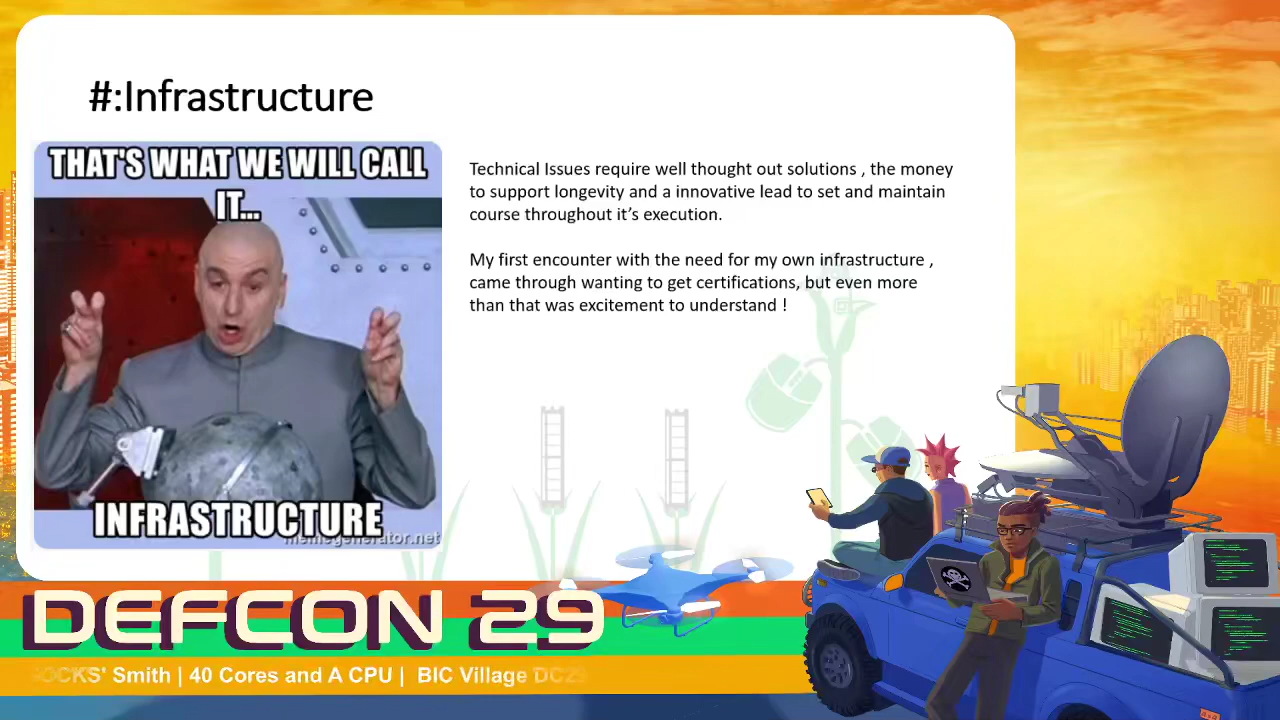 #:Infrastructure
THAT'S WHAT WE WILL CALL
IT...
INFRASTRUCTURE
memegenerator.net
Technical Issues require well thought out solutions , the money
to support longevity and a innovative lead to set and maintain
course throughout it's execution.
My first encounter with the need for my own infrastructure ,
came through wanting to get certifications, but even more
than that was excitement to understand !
DEFCON 29
Smith | 40 Cores and A CPU | BIC Village DC29